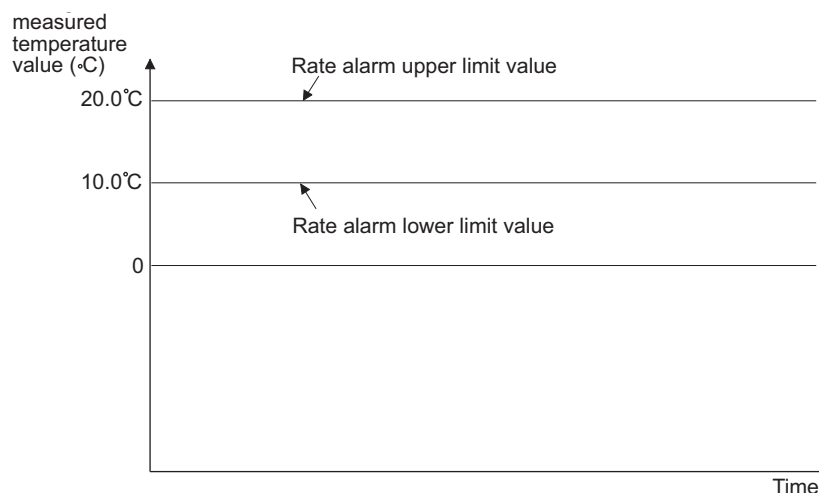 measured
temperature
value (°C)
Rate alarm upper limit value
20.0°C
10.0°C
Rate alarm lower limit value
0
Time